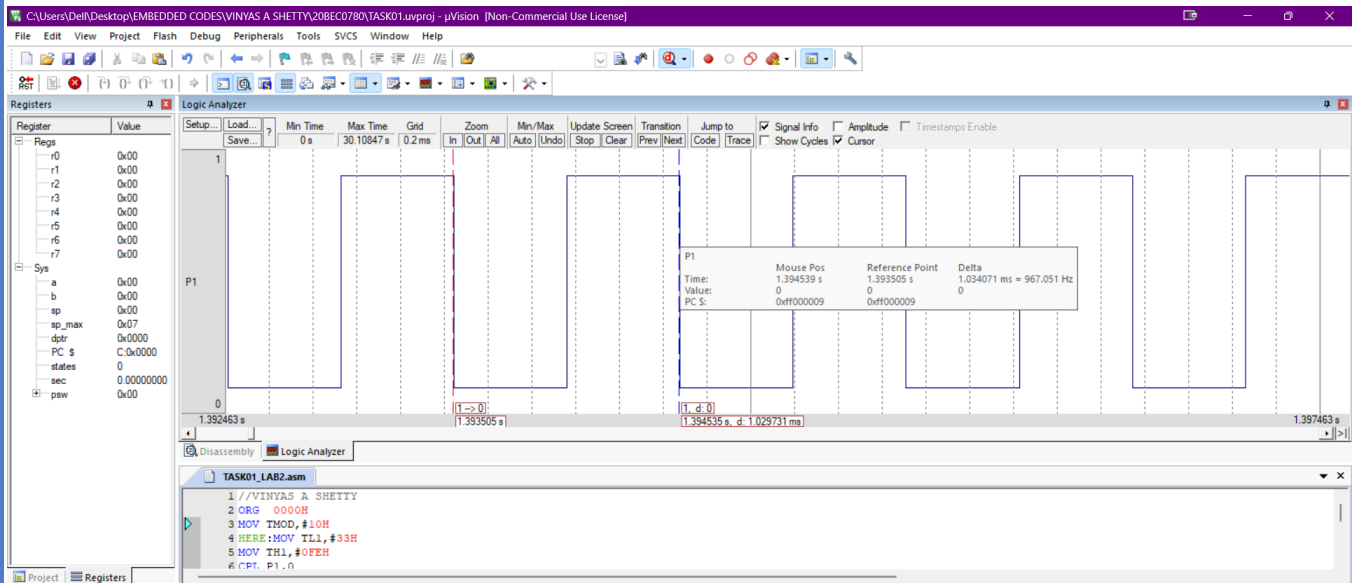 C:\Users\Dell\Desktop\EMBEDDED CODES\VINYAS A SHETTY\20BEC0780\TASK01.uvproj - µVision [Non-Commercial Use License]
File Edit View Project Flash Debug Peripherals Tools SVCS Window Help
RST
Registers
Register Value
Regs
r0 0x00
r1 0x00
r2 0x00
r3 0x00
r4 0x00
r5 0x00
r6 0x00
r7 0x00
Sys
a 0x00
b 0x00
sp 0x00
sp_max 0x07
dptr 0x0000
PC $ C:0x0000
states 0
sec 0.00000000
psw 0x00
Project Registers
Logic Analyzer
Setup... Load... ? Min Time Max Time Grid Zoom Min/Max Update Screen Transition Jump to Signal Info Amplitude Timestamps Enable
Save... 0 s 30.10847 s 0.2 ms In Out All Auto Undo Stop Clear Prev Next Code Trace Show Cycles Cursor
1
P1
0
P1
Mouse Pos Reference Point Delta
Time: 1.394539 s 1.393505 s 1.034071 ms = 967.051 Hz
Value: 0 0 0
PC $: 0xff000009 0xff000009
1 --> 0 1, d: 0
1.392463 s 1.393505 s 1.394535 s, d: 1.029731 ms 1.397463 s
Disassembly Logic Analyzer
TASK01_LAB2.asm
1 //VINYAS A SHETTY
2 ORG 0000H
3 MOV TMOD,#10H
4 HERE:MOV TL1,#33H
5 MOV TH1,#0FEH
6 CPL P1.0